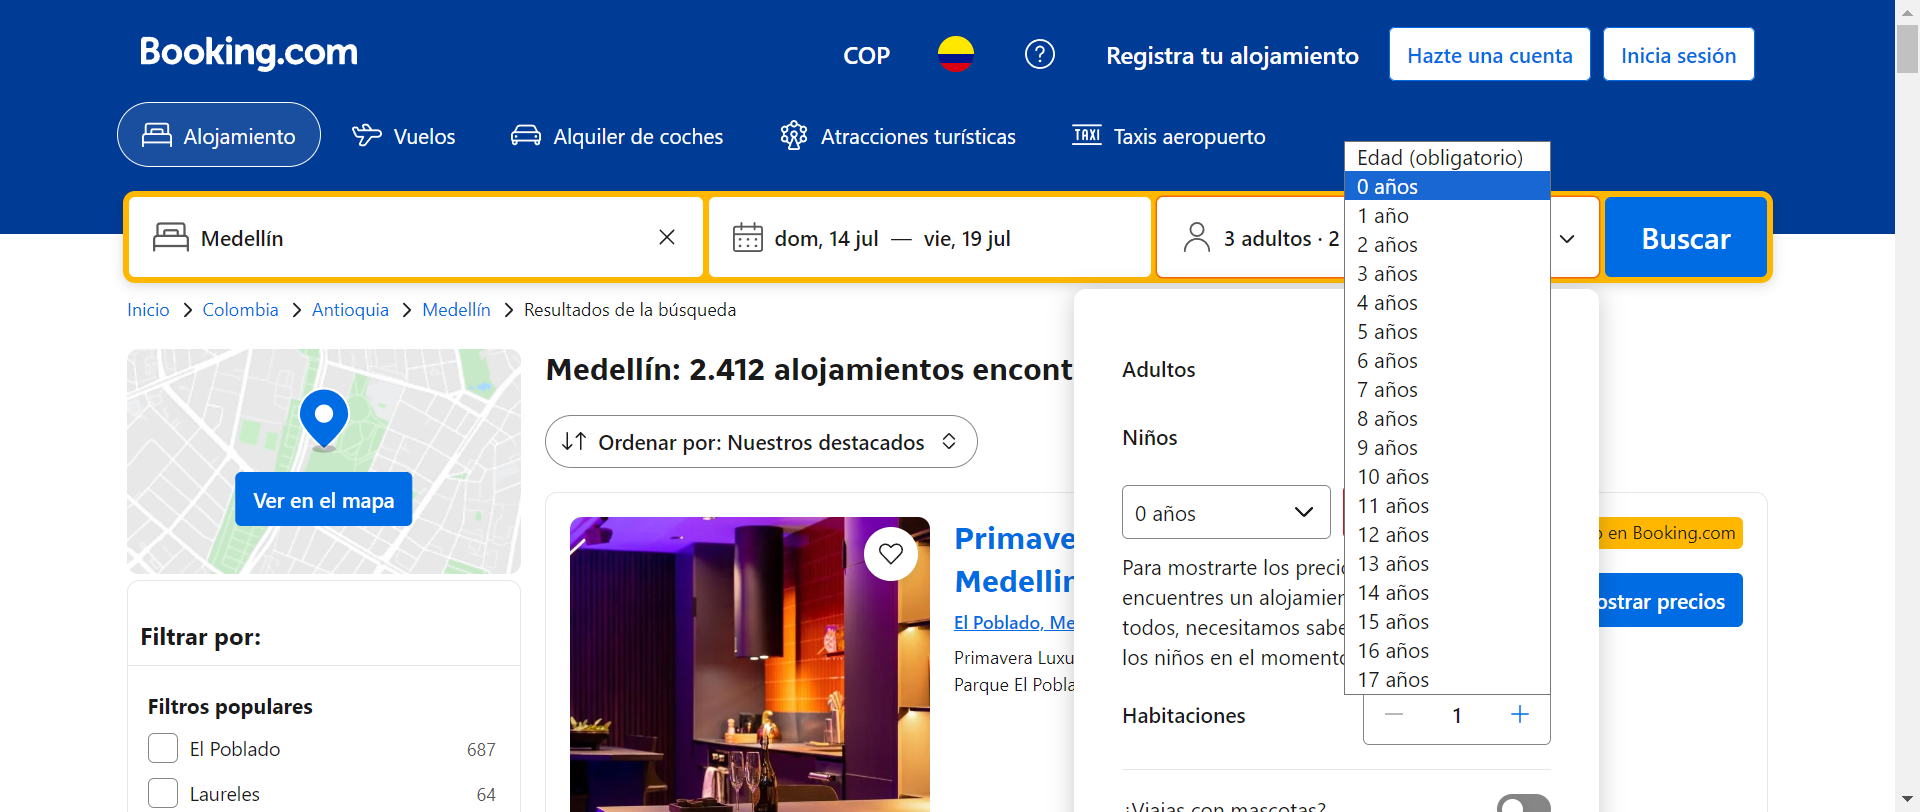 Booking.com
COP
Registra tu alojamiento
Hazte una cuenta
Inicia sesión
Alojamiento
Vuelos
Alquiler de coches
Atracciones turísticas
TAXI
Taxis aeropuerto
Medellín
dom, 14 jul — vie, 19 jul
3 adultos · 2
Buscar
Edad (obligatorio)
0 años
1 año
2 años
3 años
4 años
5 años
6 años
7 años
8 años
9 años
10 años
11 años
12 años
13 años
14 años
15 años
16 años
17 años
Inicio > Colombia > Antioquia > Medellín > Resultados de la búsqueda
Ver en el mapa
Filtrar por:
Filtros populares
El Poblado 687
Laureles 64
Medellín: 2.412 alojamientos encont
Ordenar por: Nuestros destacados
Primave
Medellin
El Poblado, Me
Primavera Luxu
Parque El Pobla
en Booking.com
ostrar precios
Adultos
Niños
0 años
Para mostrarte los preci
encuentres un alojamien
todos, necesitamos sabe
los niños en el momento
Habitaciones
1
¿Viajas con mascotas?